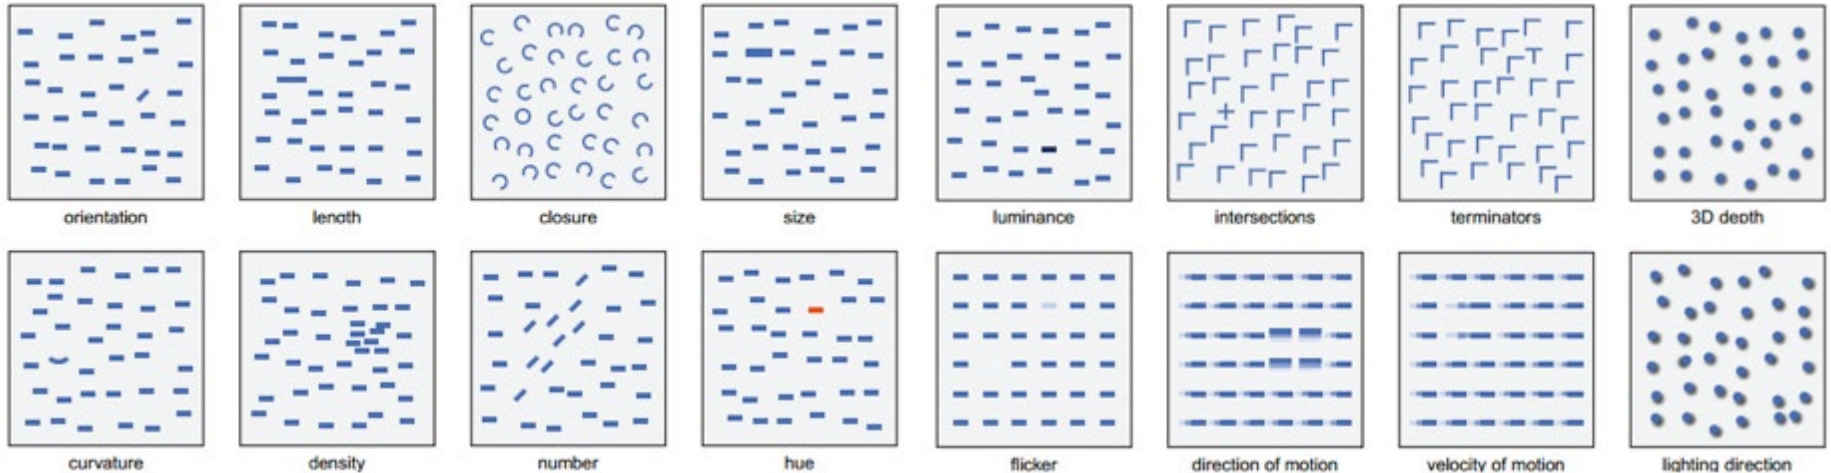 orientation
length
closure
size
luminance
intersections
terminators
3D depth
curvature
density
number
hue
flicker
direction of motion
velocity of motion
lighting direction